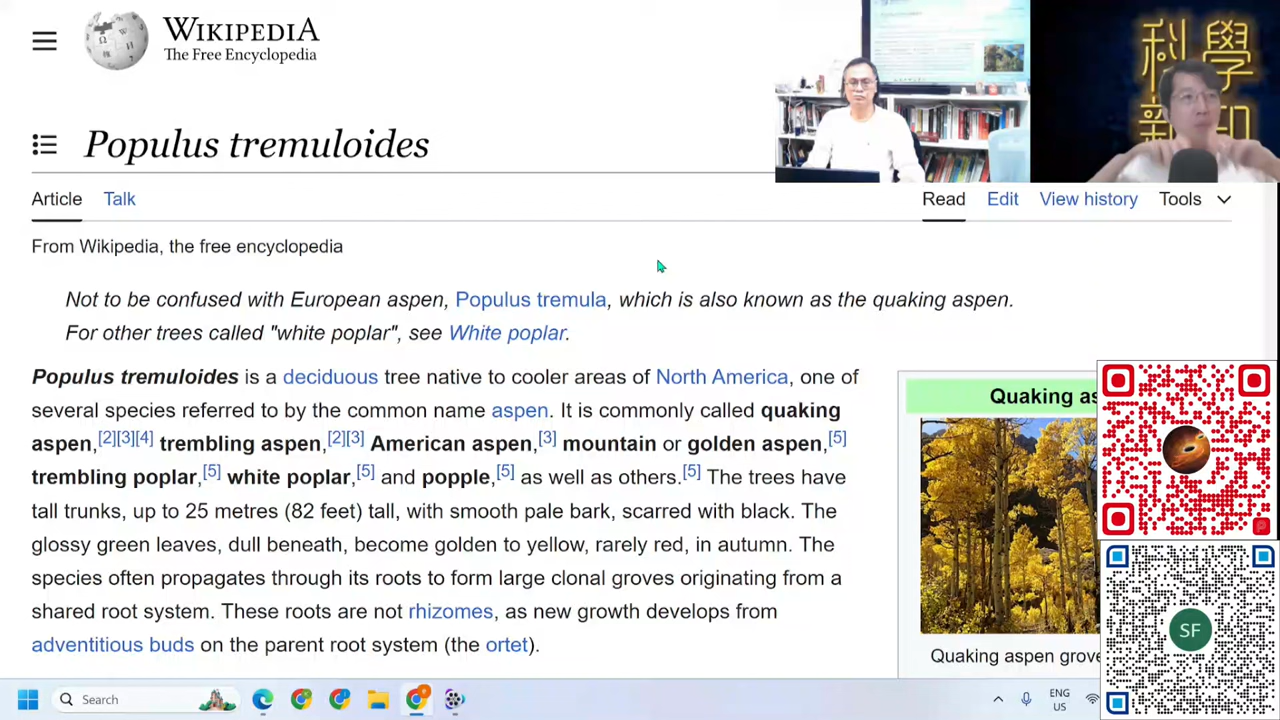 WIKIPEDIA
The Free Encyclopedia
科學
新知
Populus tremuloides
Article Talk Read Edit View history Tools
From Wikipedia, the free encyclopedia
Not to be confused with European aspen, Populus tremula, which is also known as the quaking aspen.
For other trees called "white poplar", see White poplar.
Populus tremuloides is a deciduous tree native to cooler areas of North America, one of
several species referred to by the common name aspen. It is commonly called quaking
aspen,[2][3][4] trembling aspen,[2][3] American aspen,[3] mountain or golden aspen,[5]
trembling poplar,[5] white poplar,[5] and popple,[5] as well as others.[5] The trees have
tall trunks, up to 25 metres (82 feet) tall, with smooth pale bark, scarred with black. The
glossy green leaves, dull beneath, become golden to yellow, rarely red, in autumn. The
species often propagates through its roots to form large clonal groves originating from a
shared root system. These roots are not rhizomes, as new growth develops from
adventitious buds on the parent root system (the ortet).
Quaking as
Quaking aspen grove
SF
Search
ENG
US